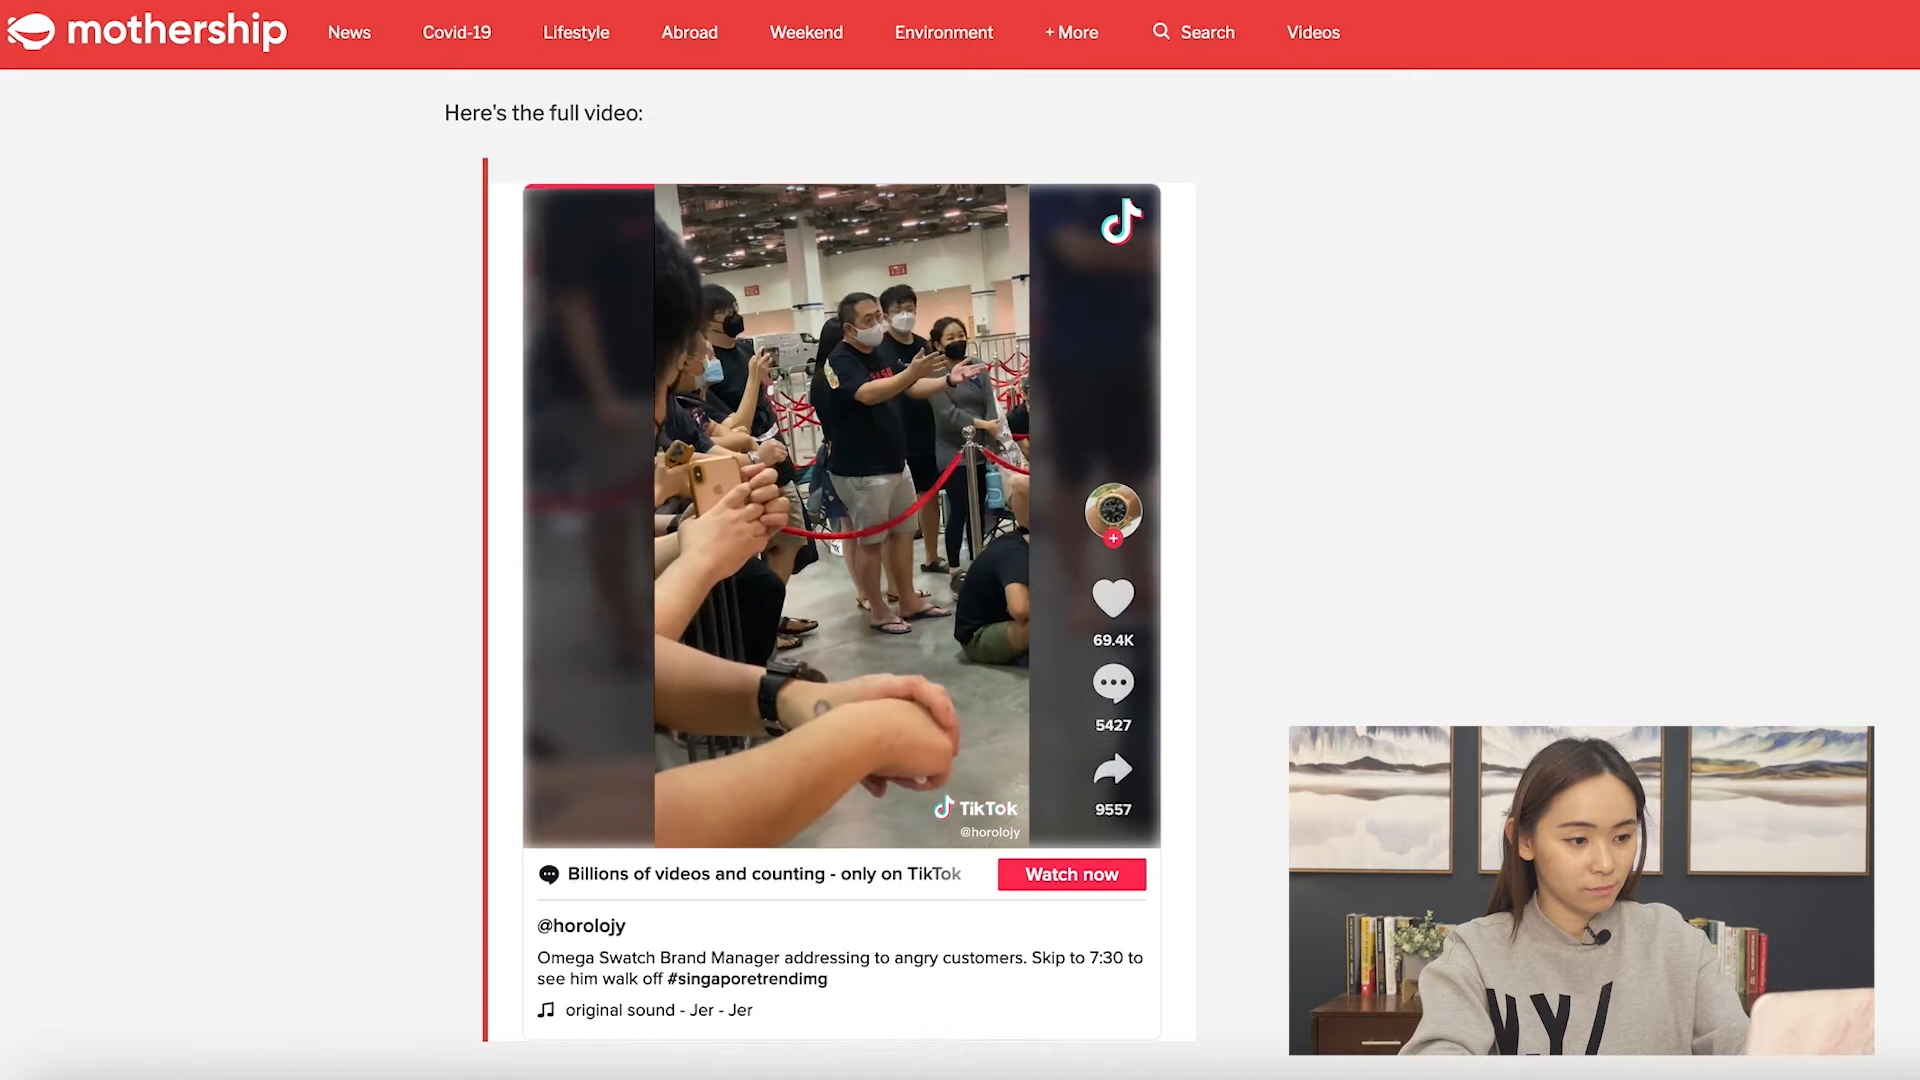 mothership
News
Covid-19
Lifestyle
Abroad
Weekend
Environment
+ More
Search
Videos
Here's the full video:
69.4K
5427
9557
TikTok
@horolojy
Billions of videos and counting - only on TikTok
Watch now
@horolojy
Omega Swatch Brand Manager addressing to angry customers. Skip to 7:30 to
see him walk off #singaporetrendimg
original sound - Jer - Jer